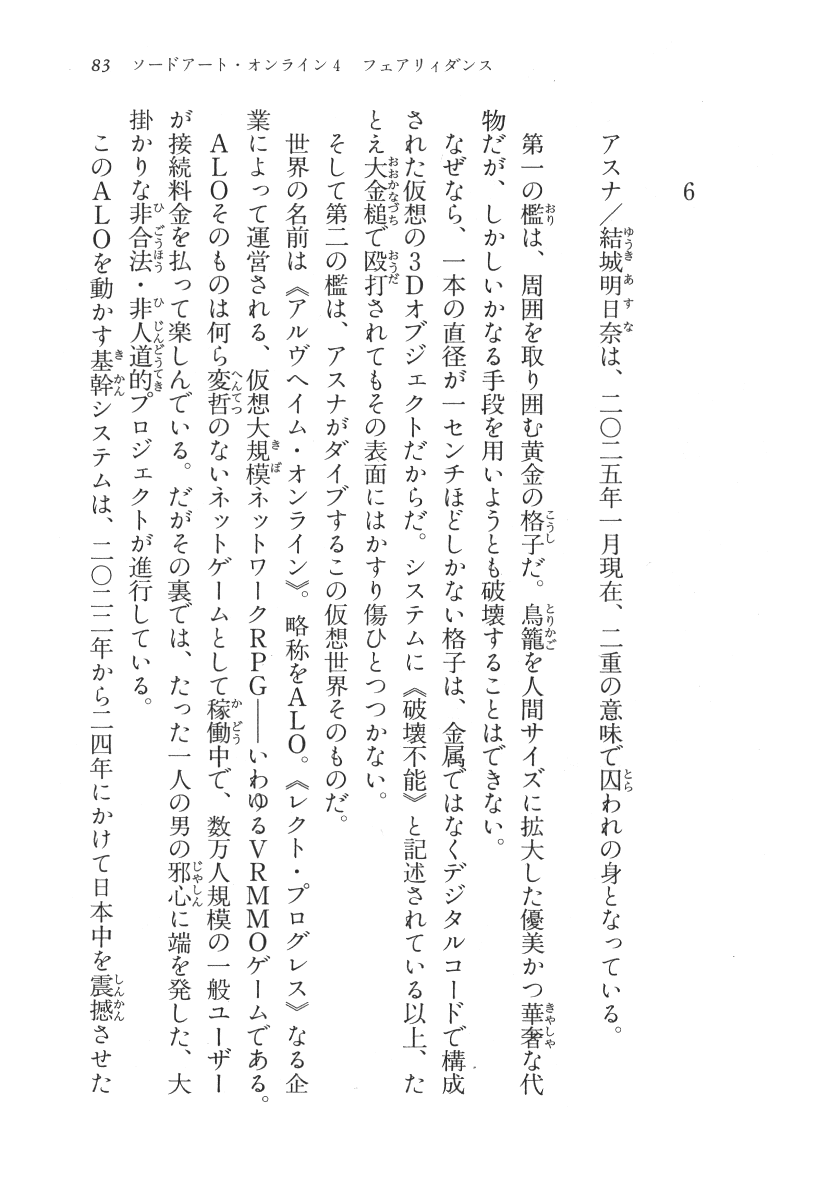 83 ソードアート・オンライン4 フェアリィダンス
6
アスナ／結城明日奈は、二〇二五年一月現在、二重の意味で囚われの身となっている。
第一の檻は、周囲を取り囲む黄金の格子だ。鳥籠を人間サイズに拡大した優美かつ華奢な代
物だが、しかしいかなる手段を用いようとも破壊することはできない。
なぜなら、一本の直径が一センチほどしかない格子は、金属ではなくデジタルコードで構成
された仮想の3Dオブジェクトだからだ。システムに《破壊不能》と記述されている以上、た
とえ大金槌で殴打されてもその表面にはかすり傷ひとつつかない。
そして第二の檻は、アスナがダイブするこの仮想世界そのものだ。
世界の名前は《アルヴヘイム・オンライン》。略称をALO。《レクト・プログレス》なる企
業によって運営される、仮想大規模ネットワークRPG――いわゆるVRMMOゲームである。
ALOそのものは何ら変哲のないネットゲームとして稼働中で、数万人規模の一般ユーザー
が接続料金を払って楽しんでいる。だがその裏では、たった一人の男の邪心に端を発した、大
掛かりな非合法・非人道的プロジェクトが進行している。
このALOを動かす基幹システムは、二〇二二年から二四年にかけて日本中を震撼させた